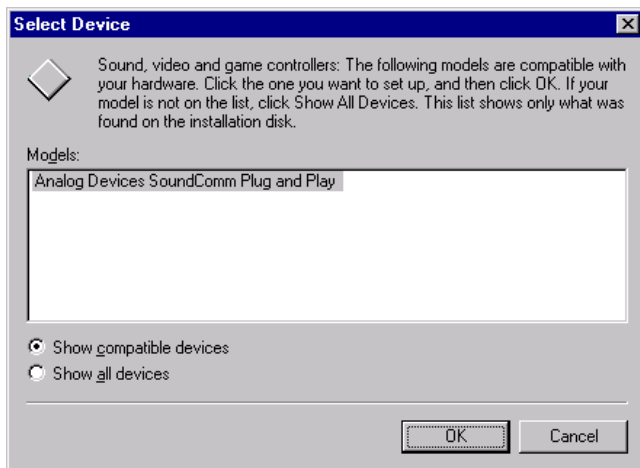 Select Device
Sound, video and game controllers: The following models are compatible with
your hardware. Click the one you want to set up, and then click OK. If your
model is not on the list, click Show All Devices. This list shows only what was
found on the installation disk.
Models:
Analog Devices SoundComm Plug and Play
Show compatible devices
Show all devices
OK
Cancel